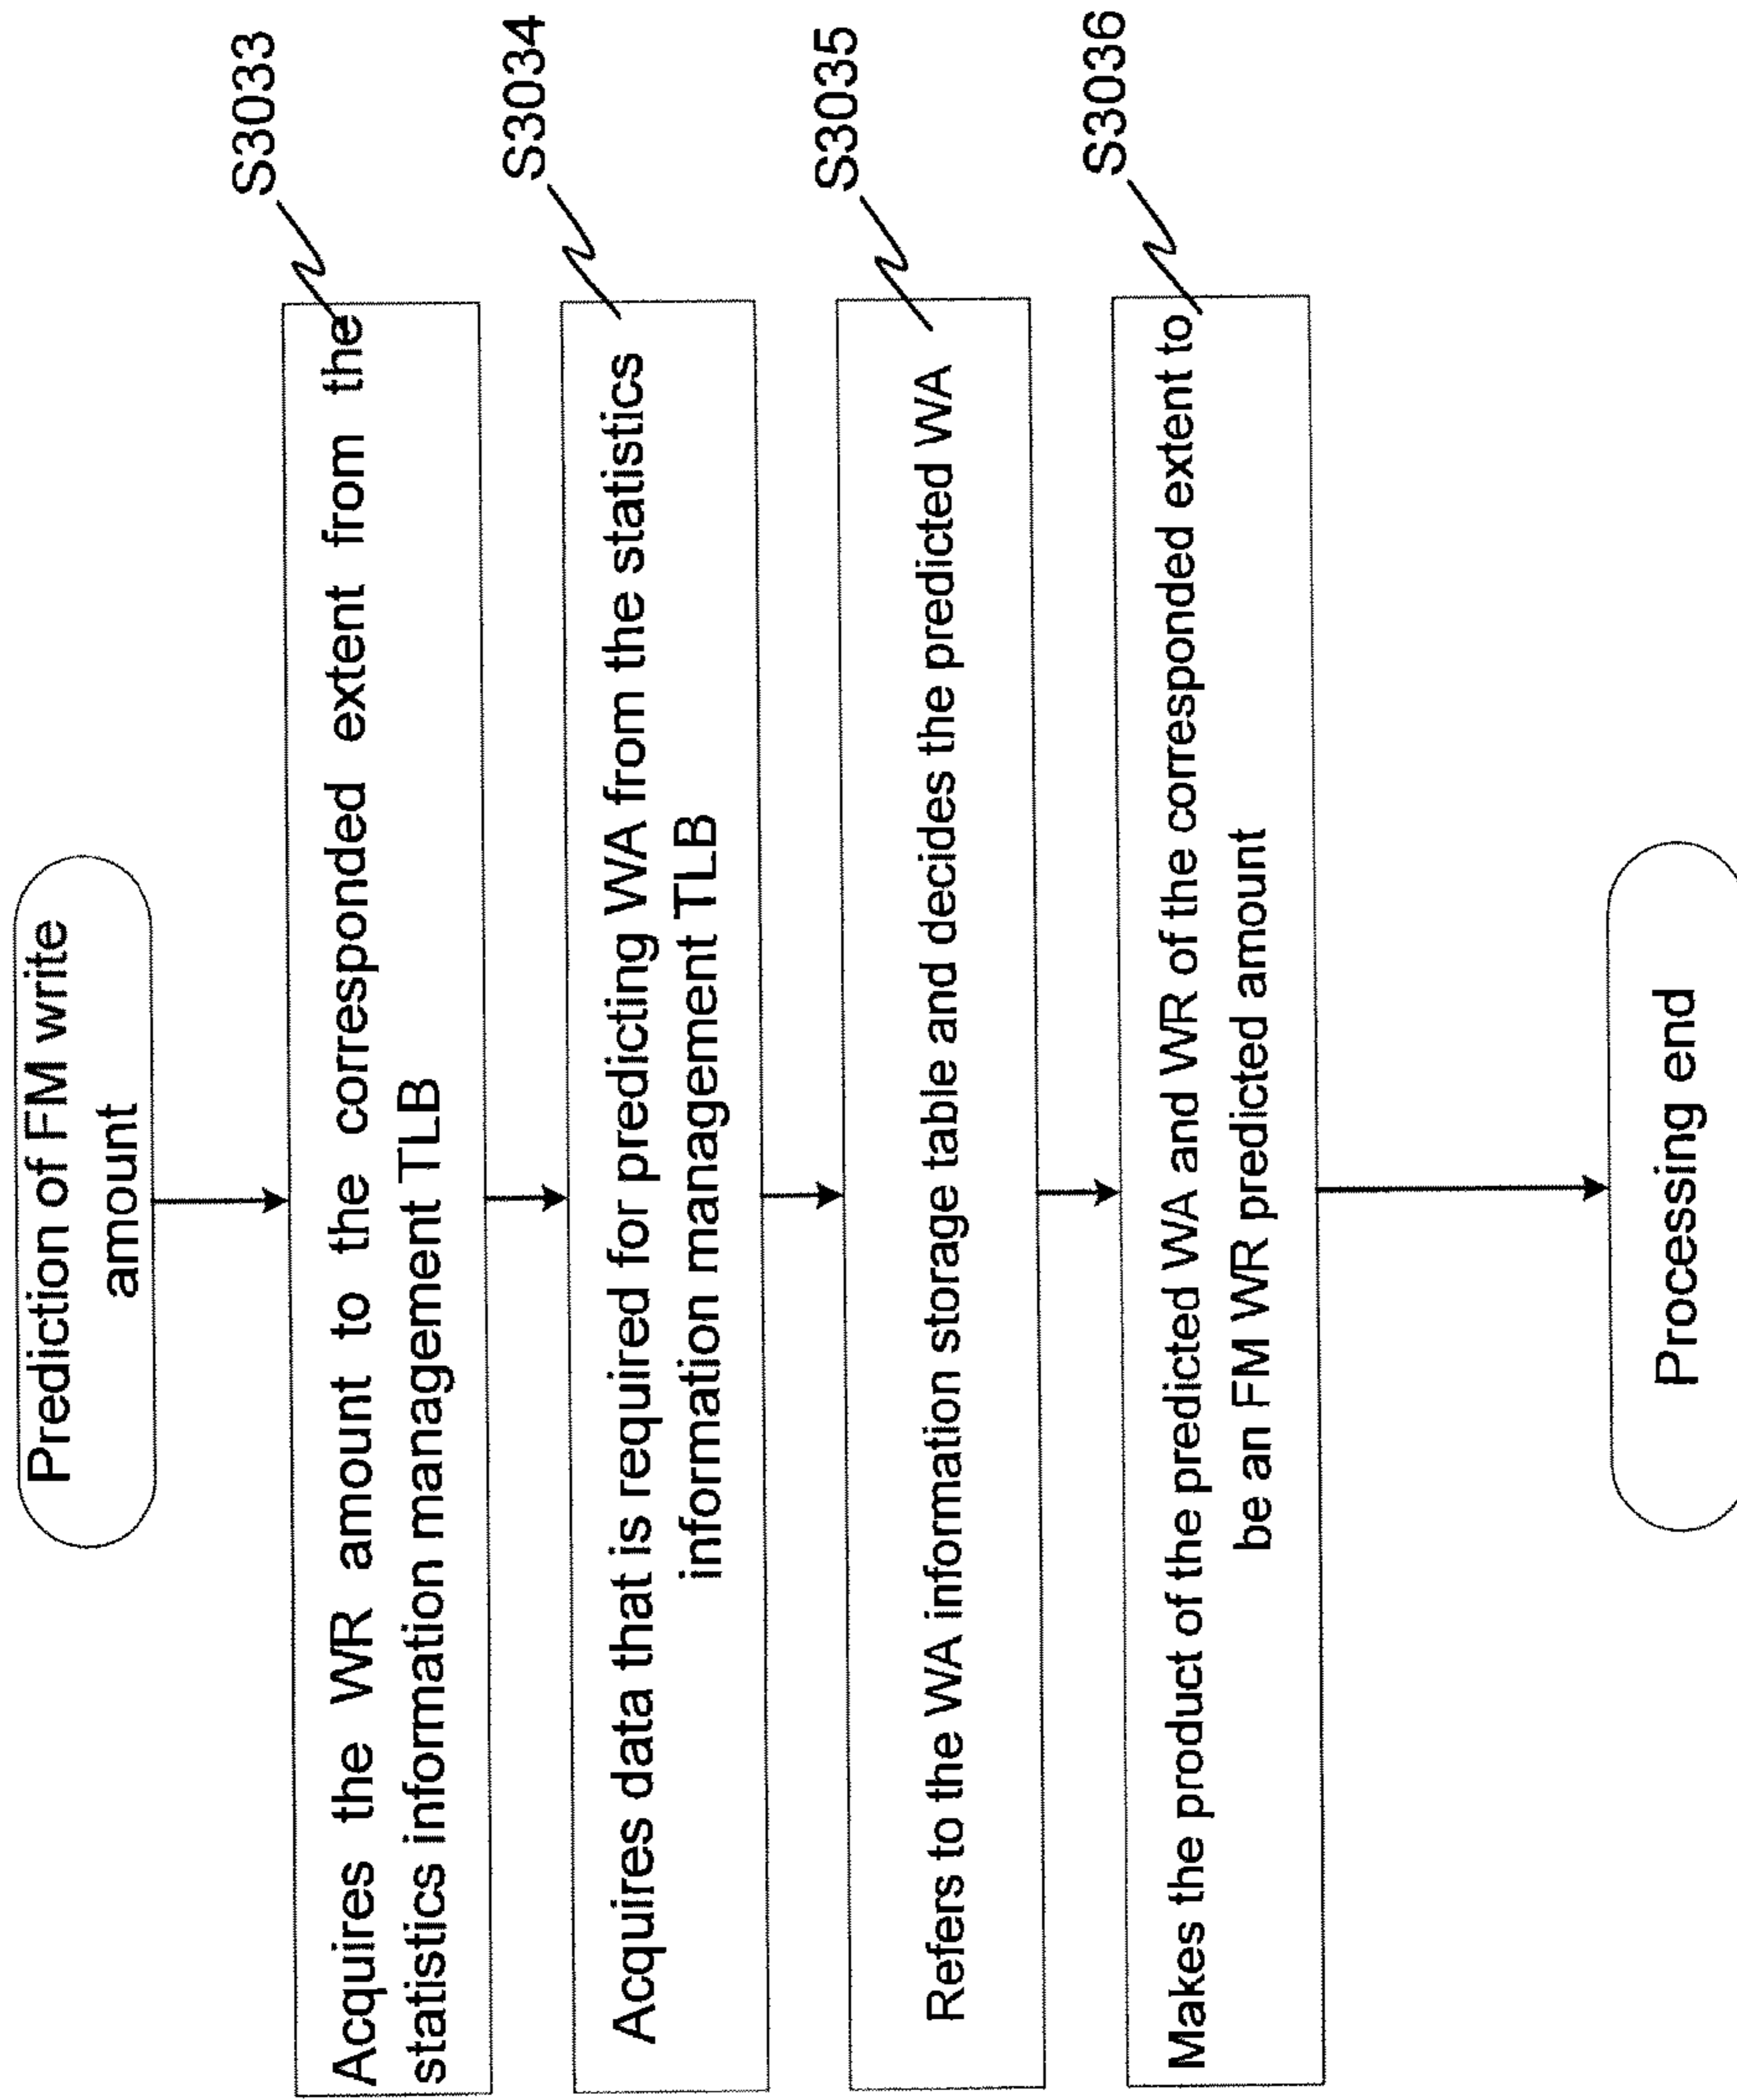 Prediction of FM write
amount
S3033
Acquires the WR amount to the corresponded extent from the
statistics information management TLB
S3034
Acquires data that is required for predicting WA from the statistics
information management TLB
S3035
Refers to the WA information storage table and decides the predicted WA
S3036
Makes the product of the predicted WA and WR of the corresponded extent to
be an FM WR predicted amount
Processing end